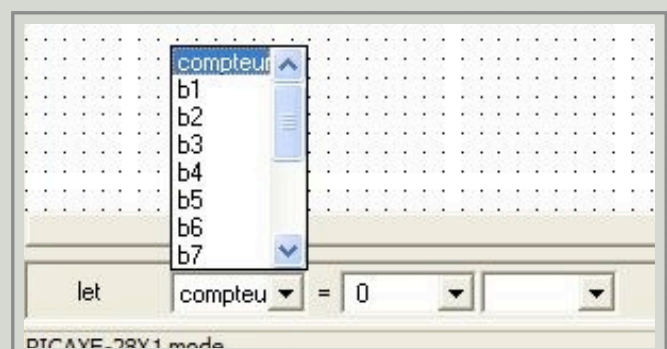 compteur
b1
b2
b3
b4
b5
b6
b7
let compteu = 0
PICAXE-28X1 mode